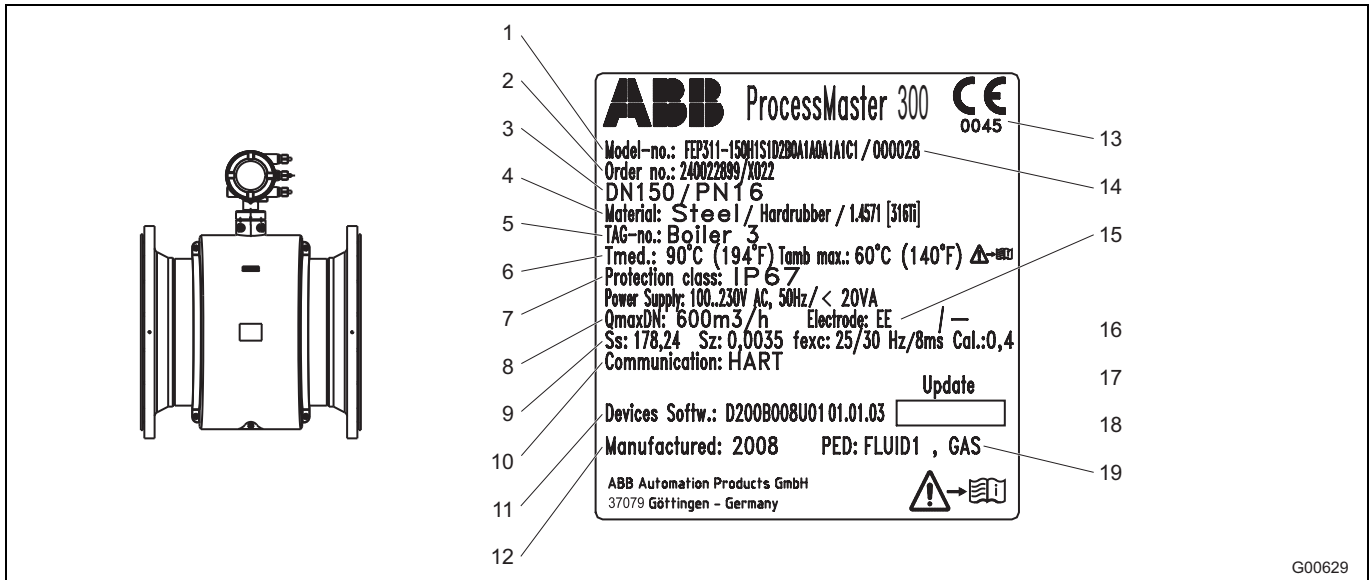 1
2
3
4
5
6
7
8
9
10
11
12
ABB ProcessMaster 300 CE
0045
Model-no.: FEP311-150H1S1D2B0A1A0A1A1C1 / 000028
Order no.: 240022899/X022
DN150/PN16
Material: Steel / Hardrubber / 1.4571 [316Ti]
TAG-no.: Boiler 3
Tmed.: 90°C (194°F) Tamb max.: 60°C (140°F)
Protection class: IP67
Power Supply: 100..230V AC, 50Hz/ < 20VA
QmaxDN: 600m3/h Electrode: EE / —
Ss: 178,24 Sz: 0,0035 fexc: 25/30 Hz/8ms Cal.:0,4
Communication: HART
Update
Devices Softw.: D200B008U01 01.01.03
Manufactured: 2008 PED: FLUID1 , GAS
ABB Automation Products GmbH
37079 Göttingen - Germany
13
14
15
16
17
18
19
G00629